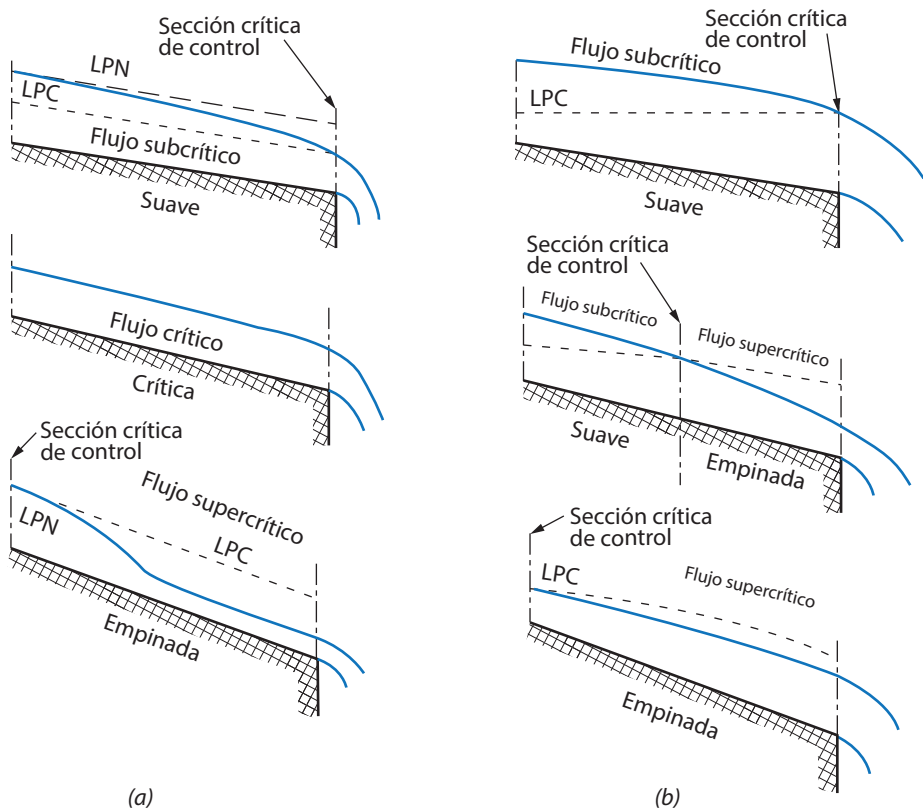 Sección crítica
de control
LPN
LPC
Flujo subcrítico
Suave
Flujo crítico
Crítica
Sección crítica
de control
Flujo supercrítico
LPN
LPC
Empinada
(a)
Sección crítica
de control
Flujo subcrítico
LPC
Suave
Sección crítica
de control
Flujo subcrítico
Flujo supercrítico
Suave
Empinada
Sección crítica
de control
LPC
Flujo supercrítico
Empinada
(b)